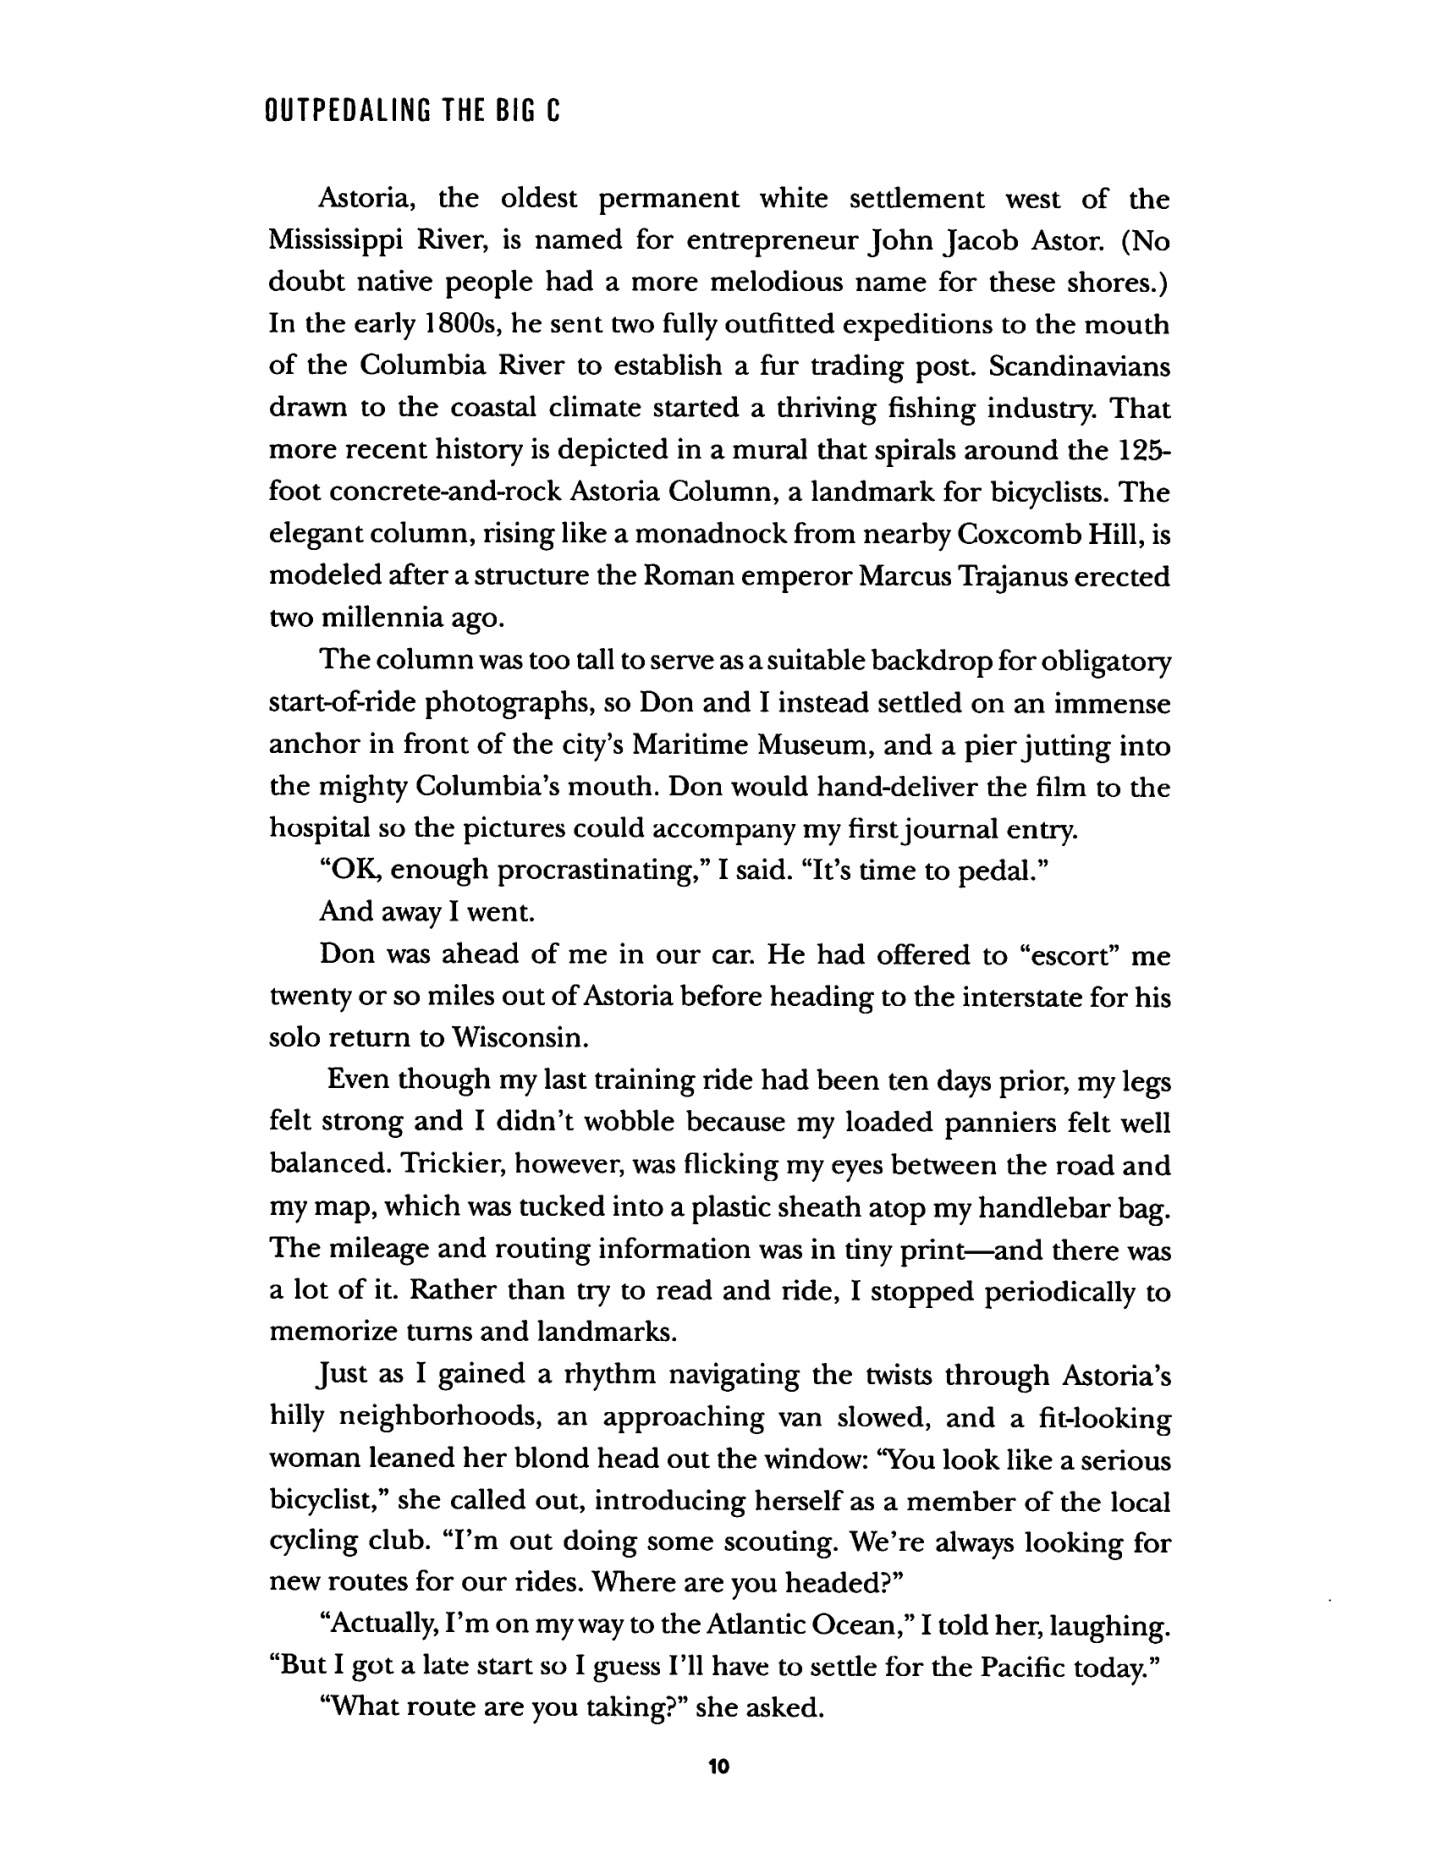 OUTPEDALING THE BIG C
Astoria, the oldest permanent white settlement west of the
Mississippi River, is named for entrepreneur John Jacob Astor. (No
doubt native people had a more melodious name for these shores.)
In the early 1800s, he sent two fully outfitted expeditions to the mouth
of the Columbia River to establish a fur trading post. Scandinavians
drawn to the coastal climate started a thriving fishing industry. That
more recent history is depicted in a mural that spirals around the 125-
foot concrete-and-rock Astoria Column, a landmark for bicyclists. The
elegant column, rising like a monadnock from nearby Coxcomb Hill, is
modeled after a structure the Roman emperor Marcus Trajanus erected
two millennia ago.
The column was too tall to serve as a suitable backdrop for obligatory
start-of-ride photographs, so Don and I instead settled on an immense
anchor in front of the city’s Maritime Museum, and a pier jutting into
the mighty Columbia’s mouth. Don would hand-deliver the film to the
hospital so the pictures could accompany my first journal entry.
“OK, enough procrastinating,” I said. “It’s time to pedal.”
And away I went.
Don was ahead of me in our car. He had offered to “escort” me
twenty or so miles out of Astoria before heading to the interstate for his
solo return to Wisconsin.
Even though my last training ride had been ten days prior, my legs
felt strong and I didn’t wobble because my loaded panniers felt well
balanced. Trickier, however, was flicking my eyes between the road and
my map, which was tucked into a plastic sheath atop my handlebar bag.
The mileage and routing information was in tiny print—and there was
a lot of it. Rather than try to read and ride, I stopped periodically to
memorize turns and landmarks.
Just as I gained a rhythm navigating the twists through Astoria’s
hilly neighborhoods, an approaching van slowed, and a fit-looking
woman leaned her blond head out the window: “You look like a serious
bicyclist,” she called out, introducing herself as a member of the local
cycling club. “I’m out doing some scouting. We’re always looking for
new routes for our rides. Where are you headed?”
“Actually, I’m on my way to the Atlantic Ocean,” I told her, laughing.
“But I got a late start so I guess I’ll have to settle for the Pacific today.”
“What route are you taking?” she asked.
10